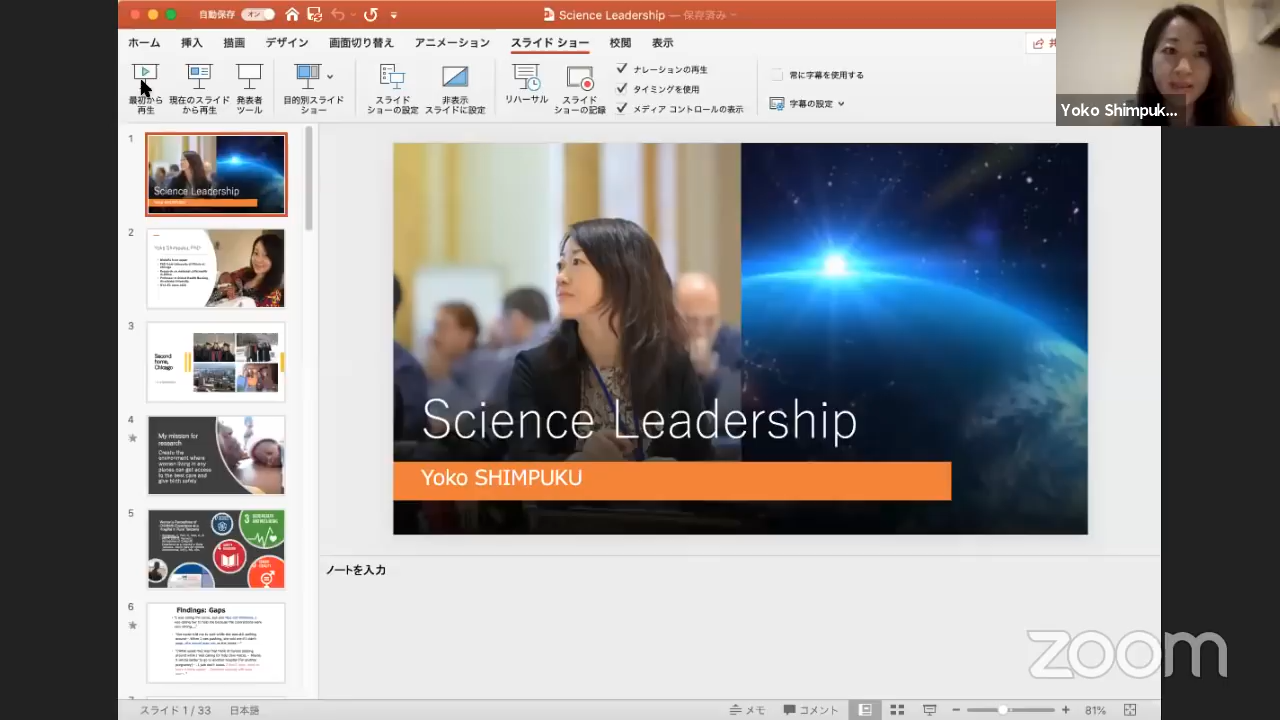 自動保存 オン
Science Leadership — 保存済み
ホーム 挿入 描画 デザイン 画面切り替え アニメーション スライド ショー 校閲 表示
最初から
再生
現在のスライド
から再生
発表者
ツール
目的別スライド
ショー
スライド
ショーの設定
非表示
スライドに設定
リハーサル
スライド
ショーの記録
ナレーションの再生
タイミングを使用
メディア コントロールの表示
常に字幕を使用する
字幕の設定
Yoko Shimpuk...
1
Science Leadership
2
3
Second
home,
Chicago
4
My mission for
research
Create the
environment where
women living in any
places can get access
to the best care and
give birth safely
5
6
Findings: Gaps
Science Leadership
Yoko SHIMPUKU
ノートを入力
zoom
スライド 1 / 33 日本語
メモ コメント 81%